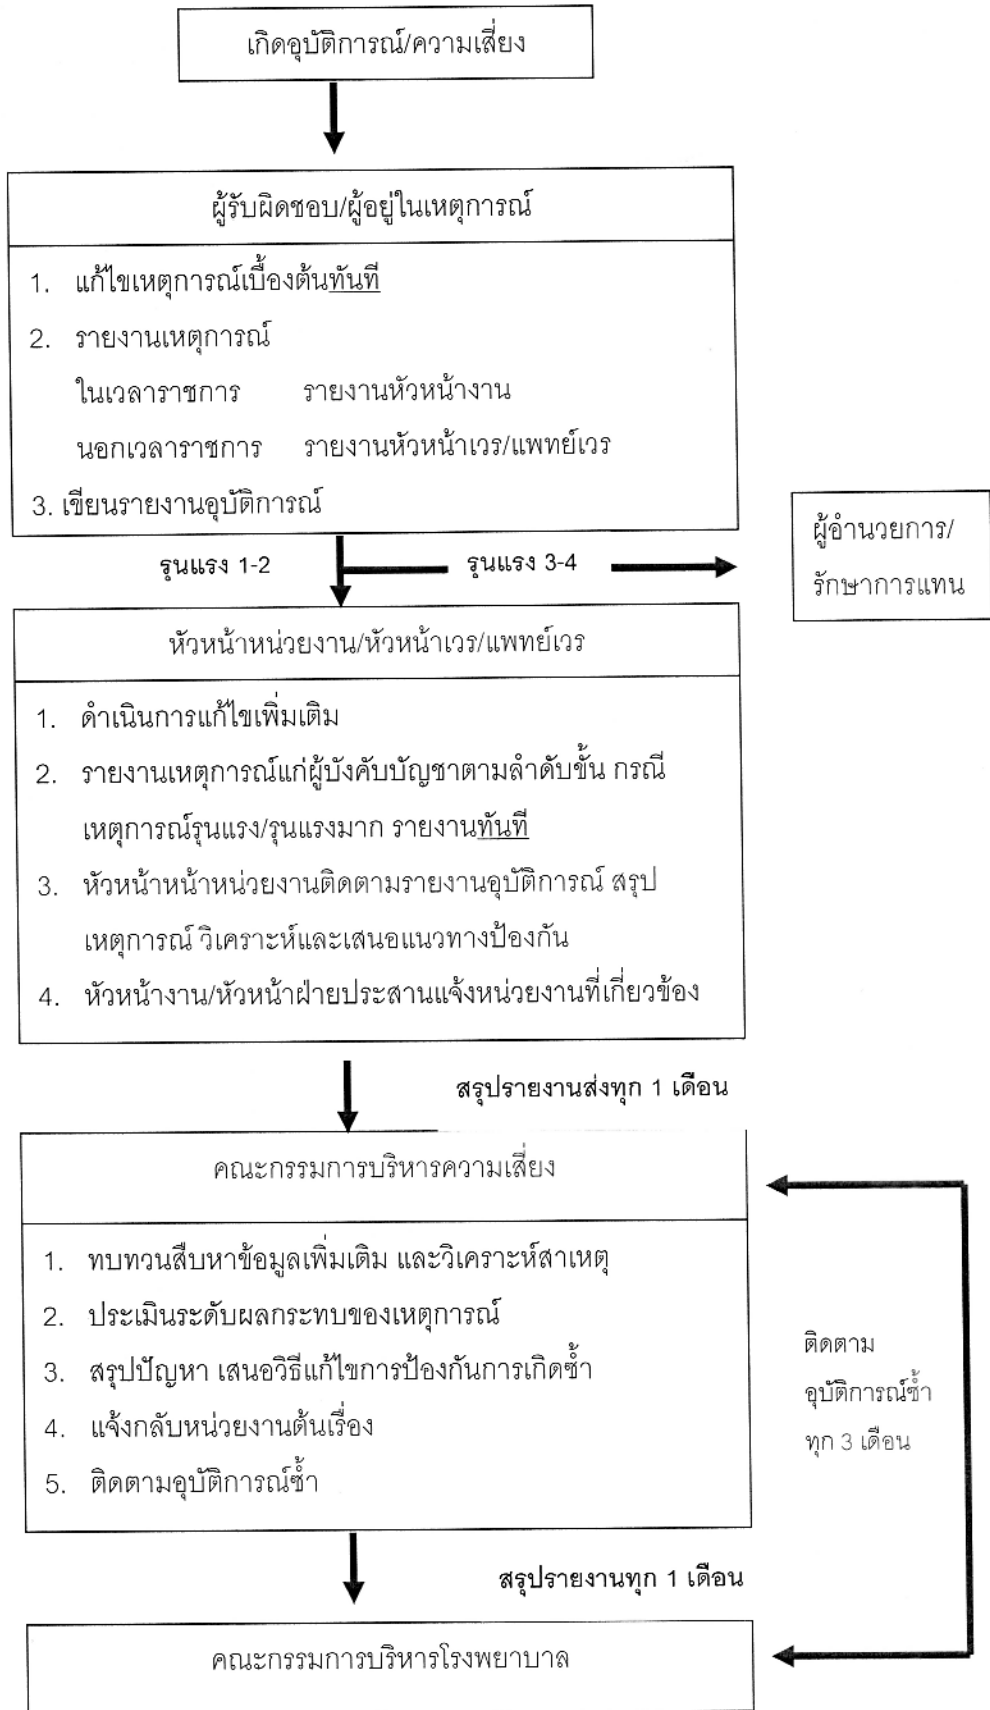 เกิดอุบัติการณ์/ความเสี่ยง
ผู้รับผิดชอบ/ผู้อยู่ในเหตุการณ์
1. แก้ไขเหตุการณ์เบื้องต้นทันที
2. รายงานเหตุการณ์
ในเวลาราชการ รายงานหัวหน้างาน
นอกเวลาราชการ รายงานหัวหน้าเวร/แพทย์เวร
3. เขียนรายงานอุบัติการณ์
ผู้อำนวยการ/
รักษาการแทน
รุนแรง 1-2
รุนแรง 3-4
หัวหน้าหน่วยงาน/หัวหน้าเวร/แพทย์เวร
1. ดำเนินการแก้ไขเพิ่มเติม
2. รายงานเหตุการณ์แก่ผู้บังคับบัญชาตามลำดับขั้น กรณี
เหตุการณ์รุนแรง/รุนแรงมาก รายงานทันที
3. หัวหน้าหน้าหน่วยงานติดตามรายงานอุบัติการณ์ สรุป
เหตุการณ์ วิเคราะห์และเสนอแนวทางป้องกัน
4. หัวหน้างาน/หัวหน้าฝ่ายประสานแจ้งหน่วยงานที่เกี่ยวข้อง
สรุปรายงานส่งทุก 1 เดือน
คณะกรรมการบริหารความเสี่ยง
1. ทบทวนสืบหาข้อมูลเพิ่มเติม และวิเคราะห์สาเหตุ
2. ประเมินระดับผลกระทบของเหตุการณ์
3. สรุปปัญหา เสนอวิธีแก้ไขการป้องกันการเกิดซ้ำ
4. แจ้งกลับหน่วยงานต้นเรื่อง
5. ติดตามอุบัติการณ์ซ้ำ
ติดตาม
อุบัติการณ์ซ้ำ
ทุก 3 เดือน
สรุปรายงานทุก 1 เดือน
คณะกรรมการบริหารโรงพยาบาล